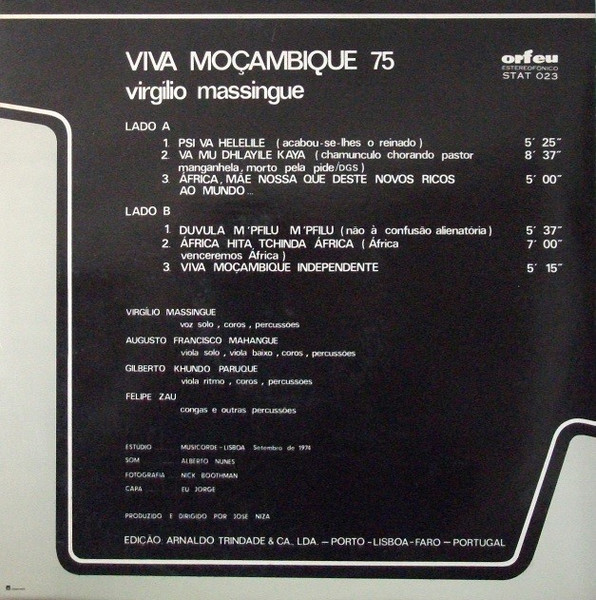 VIVA MOÇAMBIQUE 75
virgílio massingue
orfeu
ESTEREOFÓNICO
STAT 023
LADO A
1. PSI VA HELELILE (acabou-se-lhes o reinado) 5' 25"
2. VA MU DHLAYILE KAYA (chamunculo chorando pastor 8' 37"
manganhela, morto pela pide/DGS)
3. ÁFRICA, MÃE NOSSA QUE DESTE NOVOS RICOS 5' 00"
AO MUNDO...
LADO B
1. DUVULA M'PFILU M'PFILU (não à confusão alienatória) 5' 37"
2. ÁFRICA HITA TCHINDA ÁFRICA (África 7' 00"
venceremos África)
3. VIVA MOÇAMBIQUE INDEPENDENTE 5' 15"
VIRGÍLIO MASSINGUE
voz solo, coros, percussões
AUGUSTO FRANCISCO MAHANGUE
viola solo, viola baixo, coros, percussões
GILBERTO KHUNDO PARUQUE
viola ritmo, coros, percussões
FELIPE ZAU
congas e outras percussões
ESTÚDIO MUSICORDE-LISBOA Setembro de 1974
SOM ALBERTO NUNES
FOTOGRAFIA NICK BOOTHMAN
CAPA EU JORGE
PRODUZIDO E DIRIGIDO POR JOSÉ NIZA
EDIÇÃO ARNALDO TRINDADE & CA., LDA. — PORTO - LISBOA - FARO — PORTUGAL